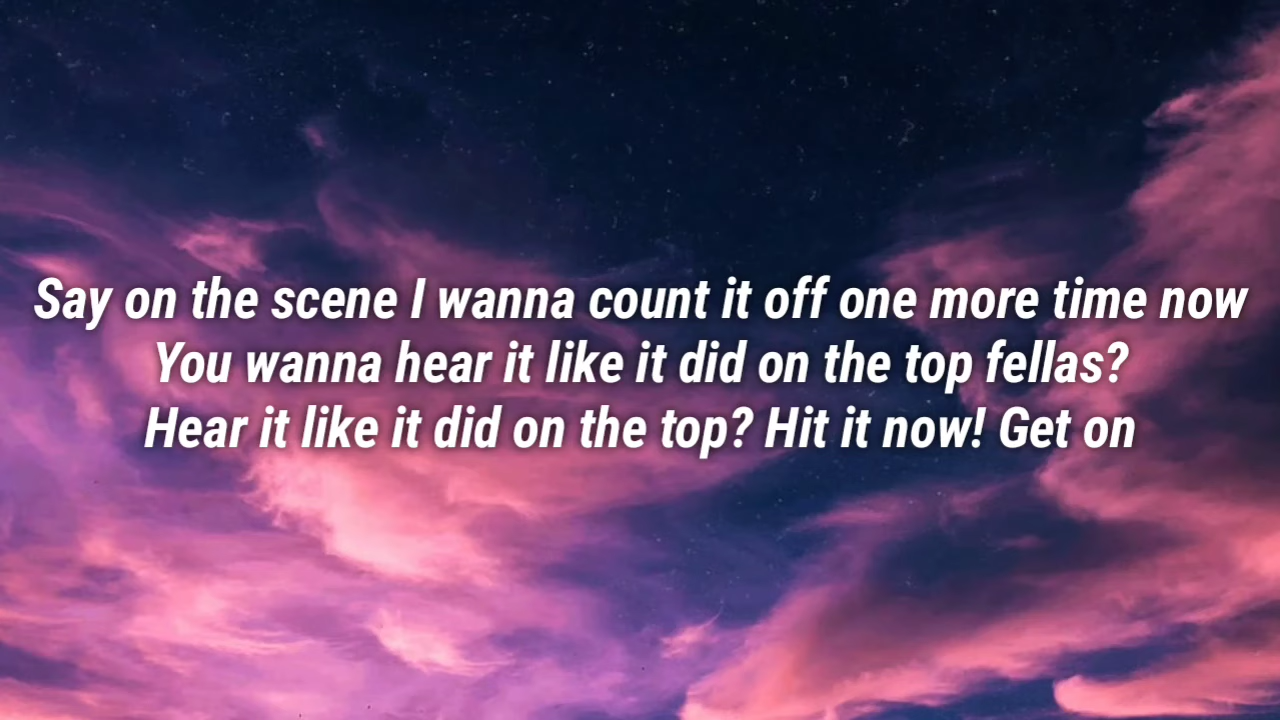 Say on the scene I wanna count it off one more time now
You wanna hear it like it did on the top fellas?
Hear it like it did on the top? Hit it now! Get on